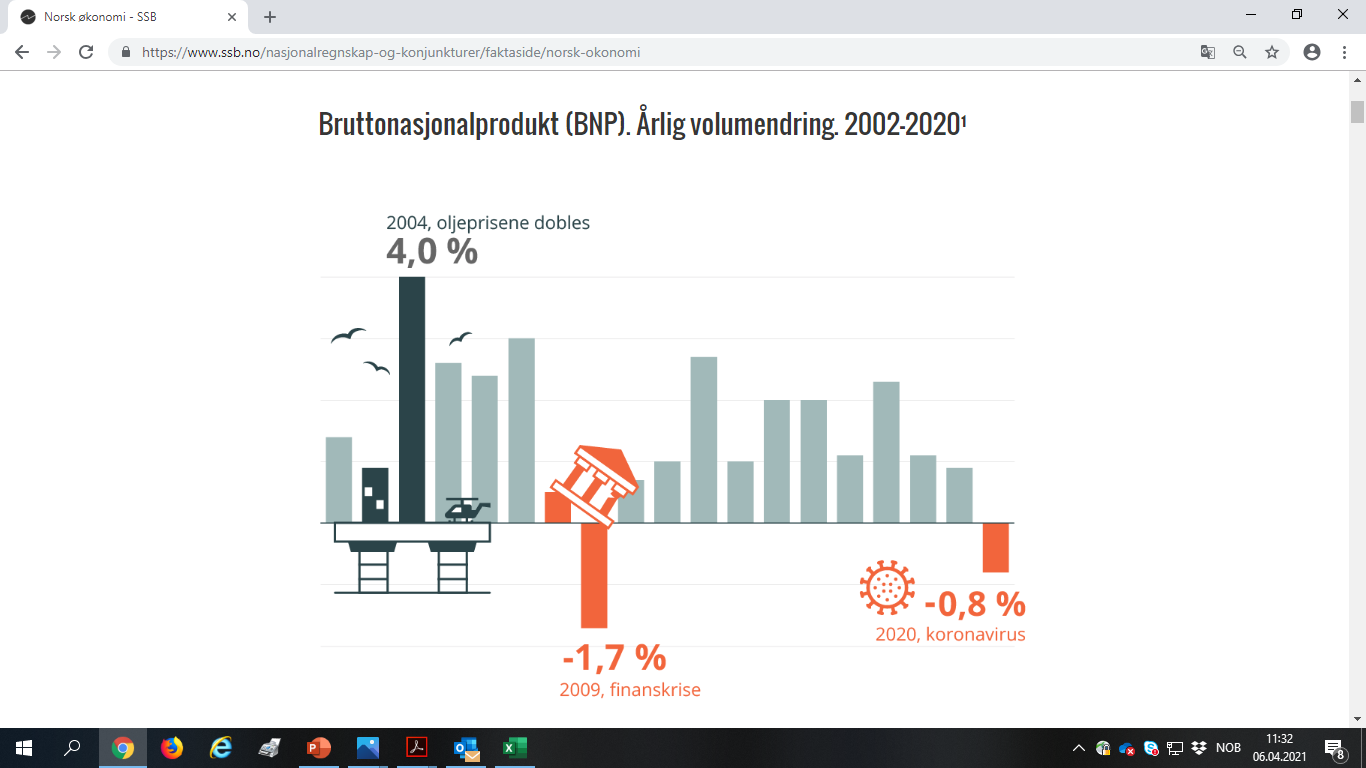 Norsk økonomi - SSB
https://www.ssb.no/nasjonalregnskap-og-konjunkturer/faktaside/norsk-okonomi
Bruttonasjonalprodukt (BNP). Årlig volumendring. 2002-2020¹
2004, oljeprisene dobles
4,0 %
-0,8 %
2020, koronavirus
-1,7 %
2009, finanskrise
NOB
11:32
06.04.2021
8